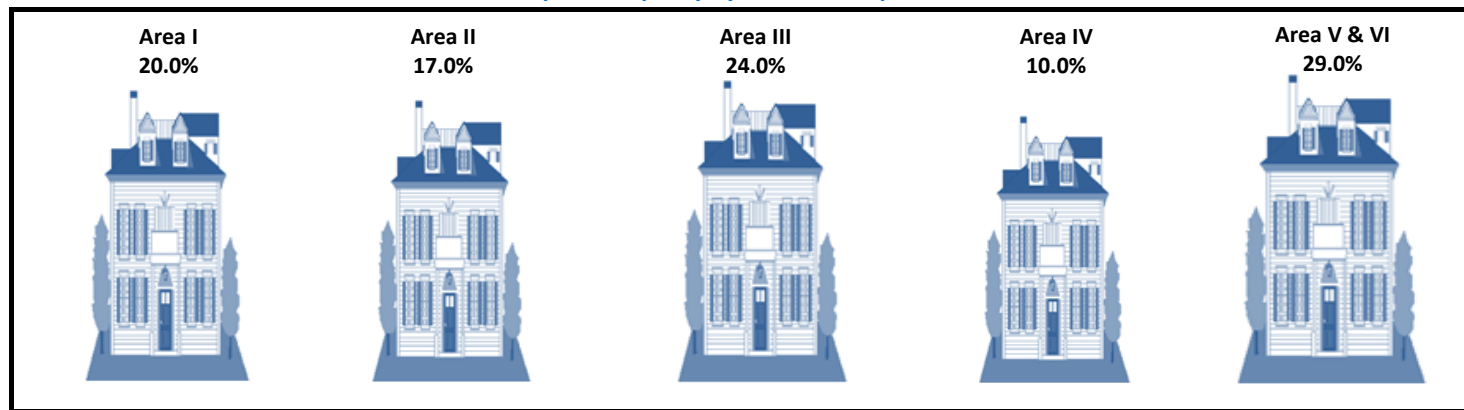 Area I
20.0%
Area II
17.0%
Area III
24.0%
Area IV
10.0%
Area V & VI
29.0%